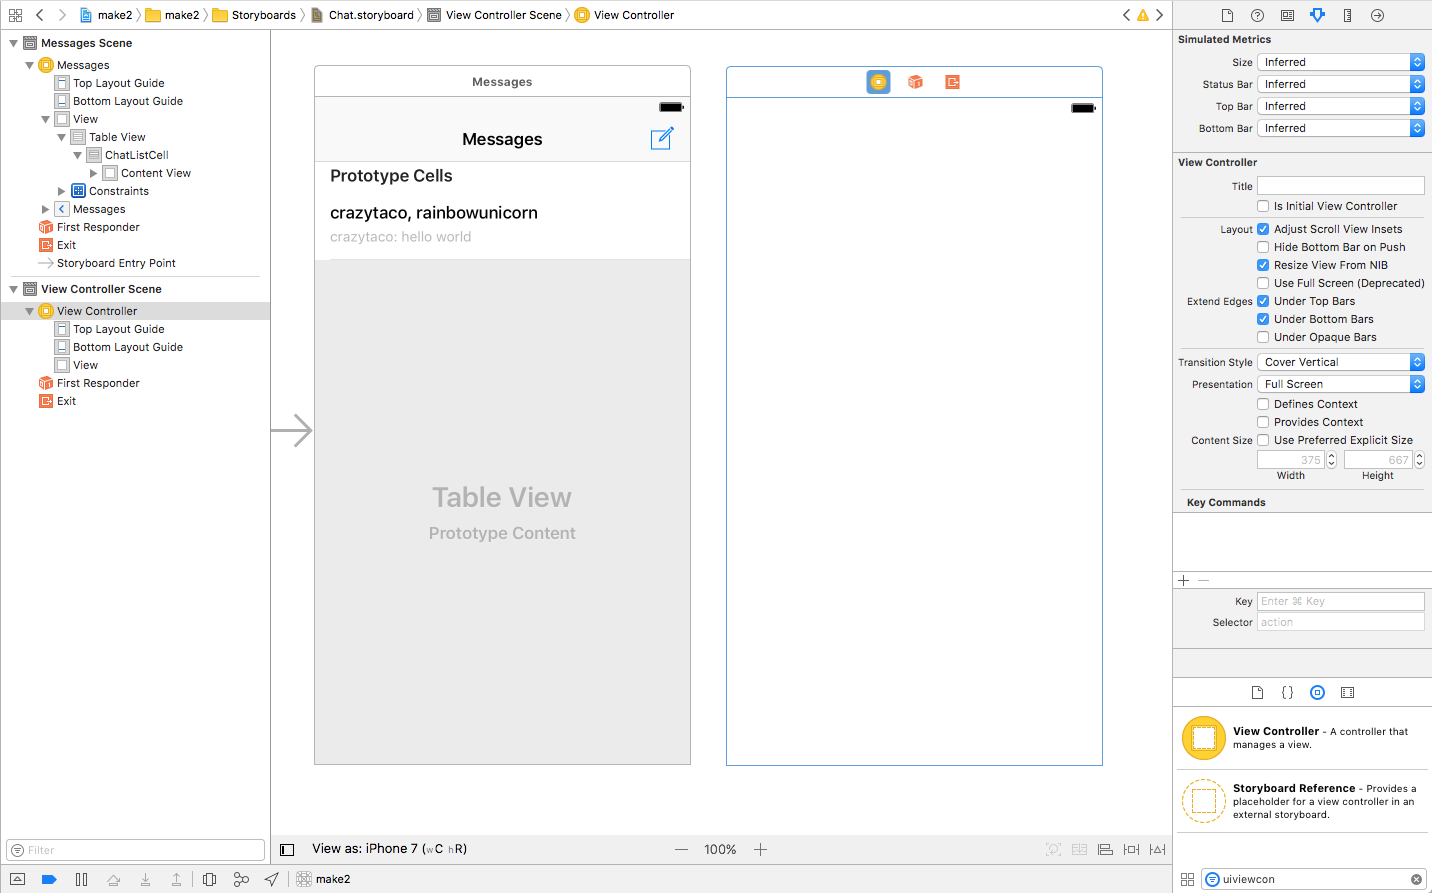 make2 make2 Storyboards Chat.storyboard View Controller Scene View Controller
Messages Scene
Messages
Top Layout Guide
Bottom Layout Guide
View
Table View
ChatListCell
Content View
Constraints
Messages
First Responder
Exit
Storyboard Entry Point
View Controller Scene
View Controller
Top Layout Guide
Bottom Layout Guide
View
First Responder
Exit
Filter
Messages
Messages
Prototype Cells
crazytaco, rainbowunicorn
crazytaco: hello world
Table View
Prototype Content
View as: iPhone 7 (wC hR)
100%
make2
Simulated Metrics
Size Inferred
Status Bar Inferred
Top Bar Inferred
Bottom Bar Inferred
View Controller
Title
Is Initial View Controller
Layout Adjust Scroll View Insets
Hide Bottom Bar on Push
Resize View From NIB
Use Full Screen (Deprecated)
Extend Edges Under Top Bars
Under Bottom Bars
Under Opaque Bars
Transition Style Cover Vertical
Presentation Full Screen
Defines Context
Provides Context
Content Size Use Preferred Explicit Size
375 667
Width Height
Key Commands
Key Enter ⌘ Key
Selector action
View Controller - A controller that
manages a view.
Storyboard Reference - Provides a
placeholder for a view controller in an
external storyboard.
uiviewcon